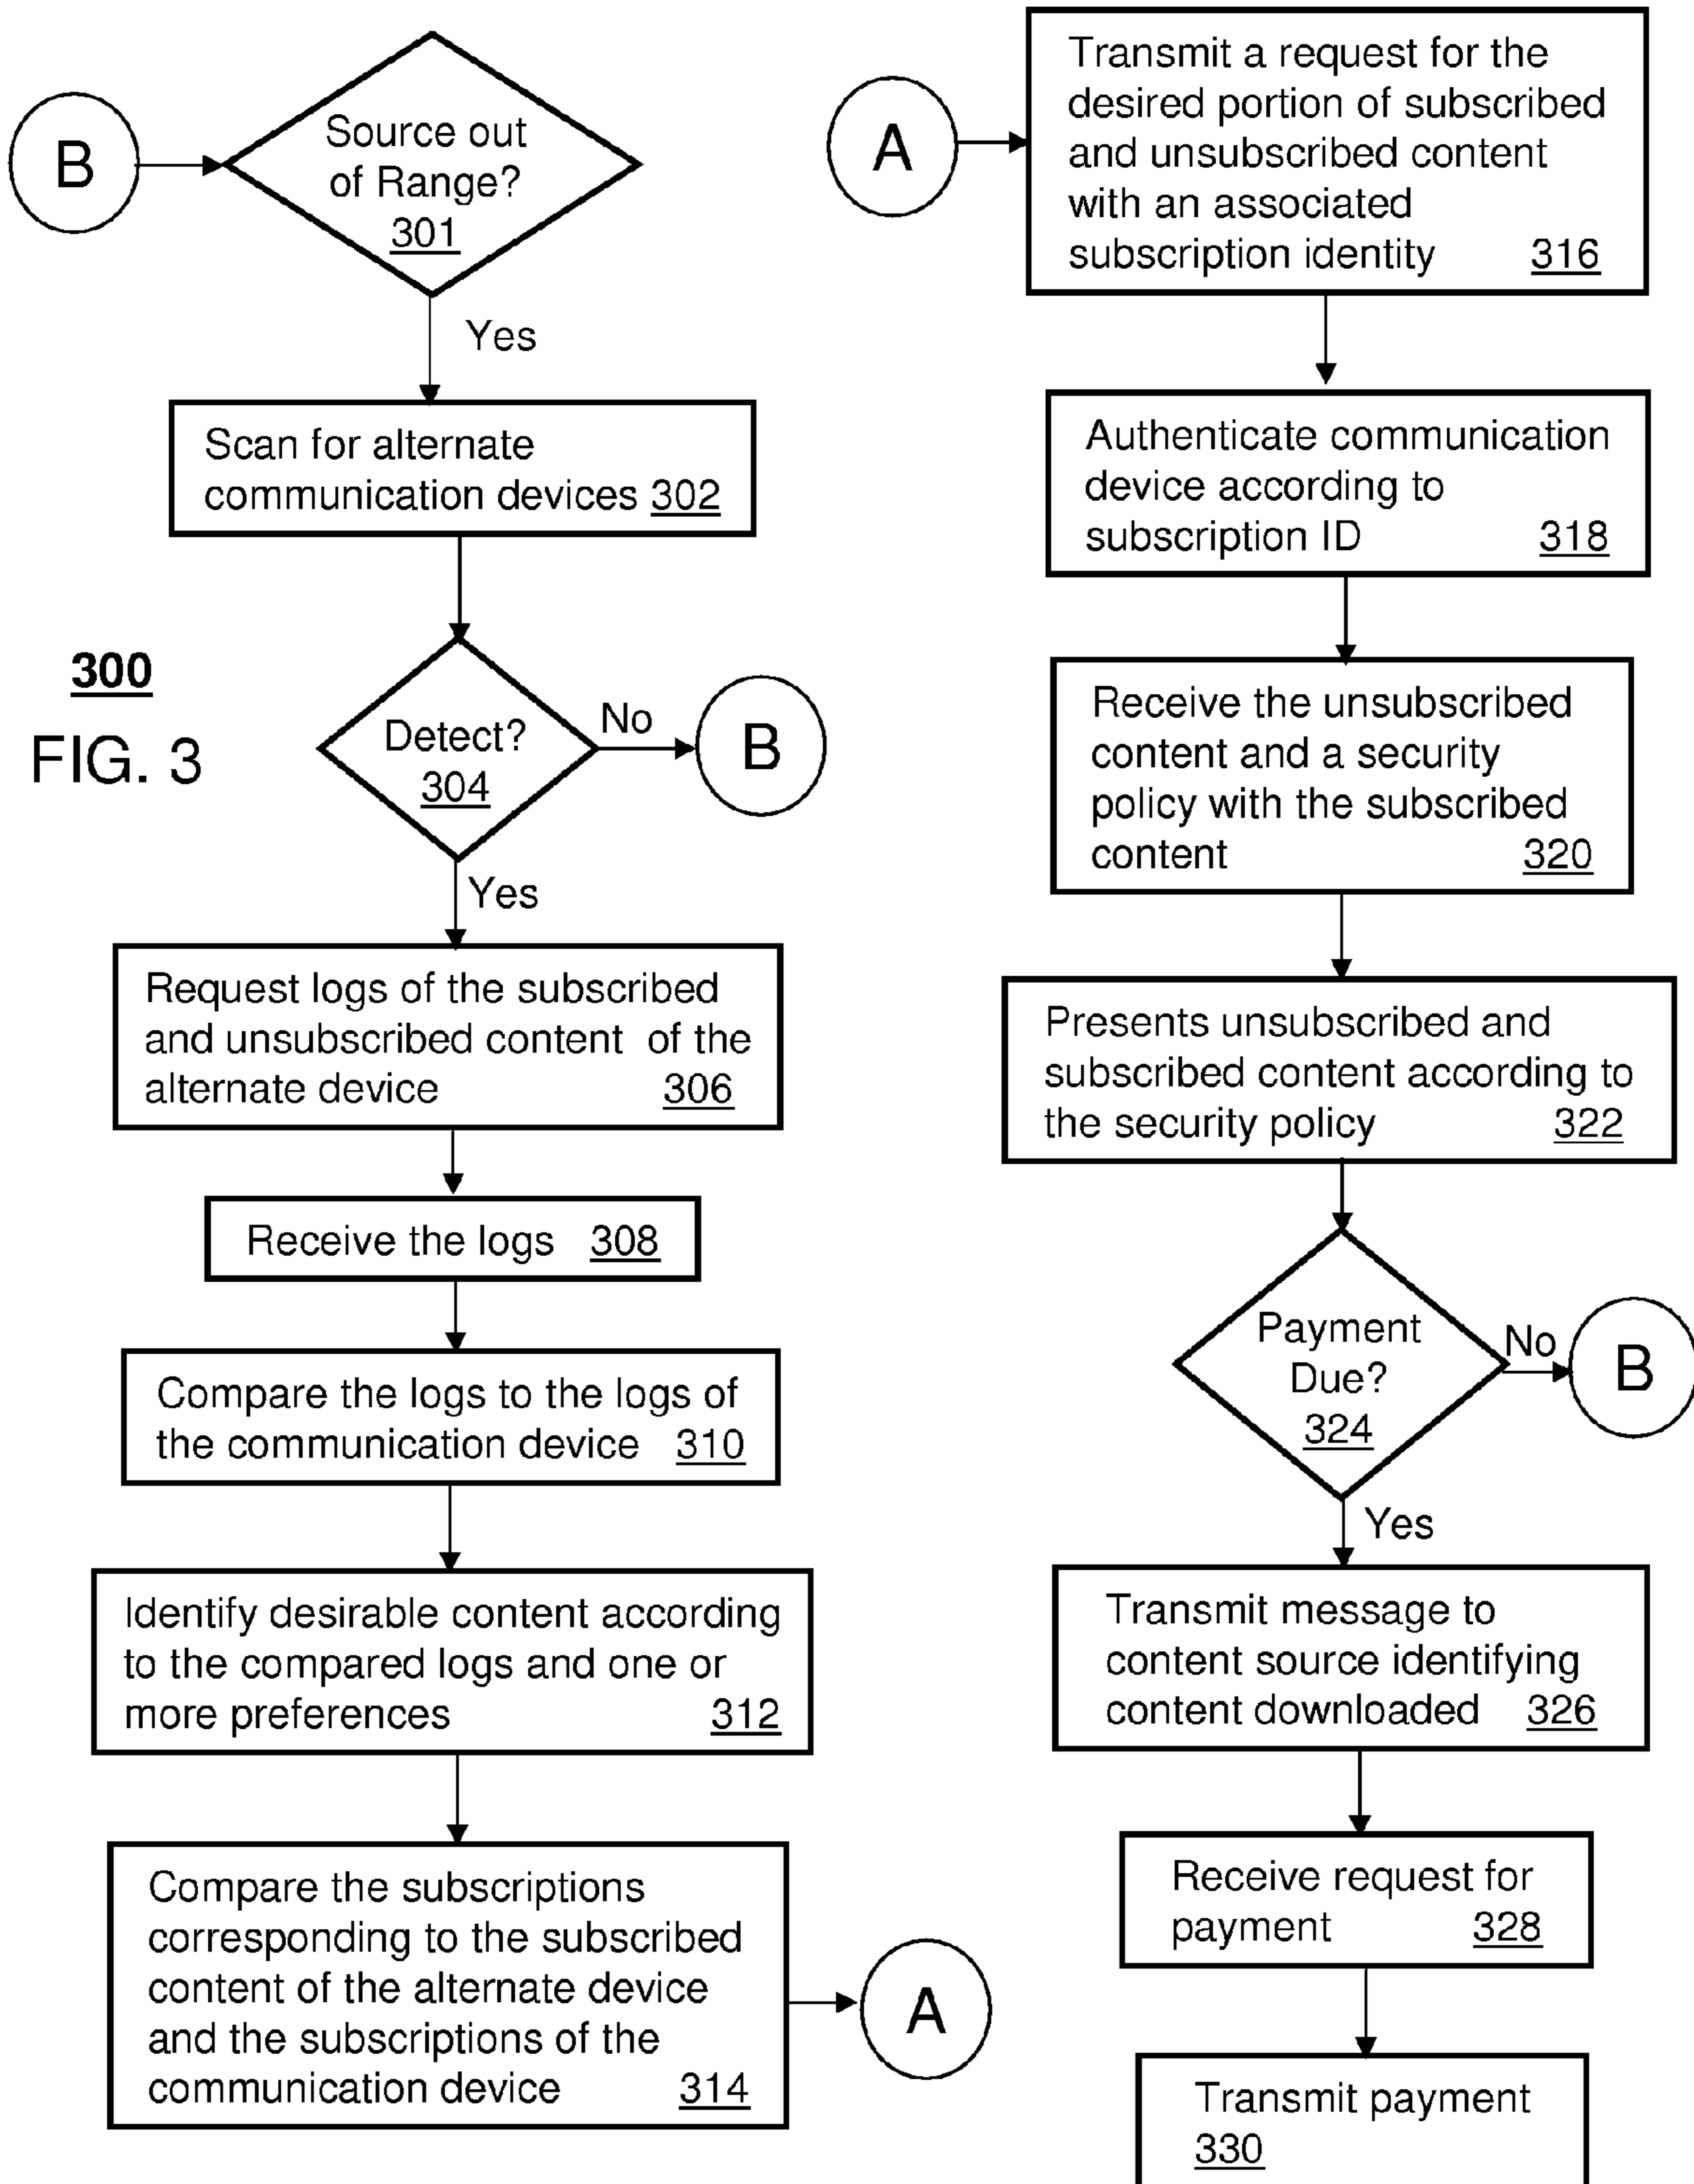 B
Source out
of Range?
301
Yes
Scan for alternate
communication devices 302
300
FIG. 3
Detect?
304
No
B
Yes
Request logs of the subscribed
and unsubscribed content of the
alternate device 306
Receive the logs 308
Compare the logs to the logs of
the communication device 310
Identify desirable content according
to the compared logs and one or
more preferences 312
Compare the subscriptions
corresponding to the subscribed
content of the alternate device
and the subscriptions of the
communication device 314
A
A
Transmit a request for the
desired portion of subscribed
and unsubscribed content
with an associated
subscription identity 316
Authenticate communication
device according to
subscription ID 318
Receive the unsubscribed
content and a security
policy with the subscribed
content 320
Presents unsubscribed and
subscribed content according to
the security policy 322
Payment
Due?
324
No
B
Yes
Transmit message to
content source identifying
content downloaded 326
Receive request for
payment 328
Transmit payment
330